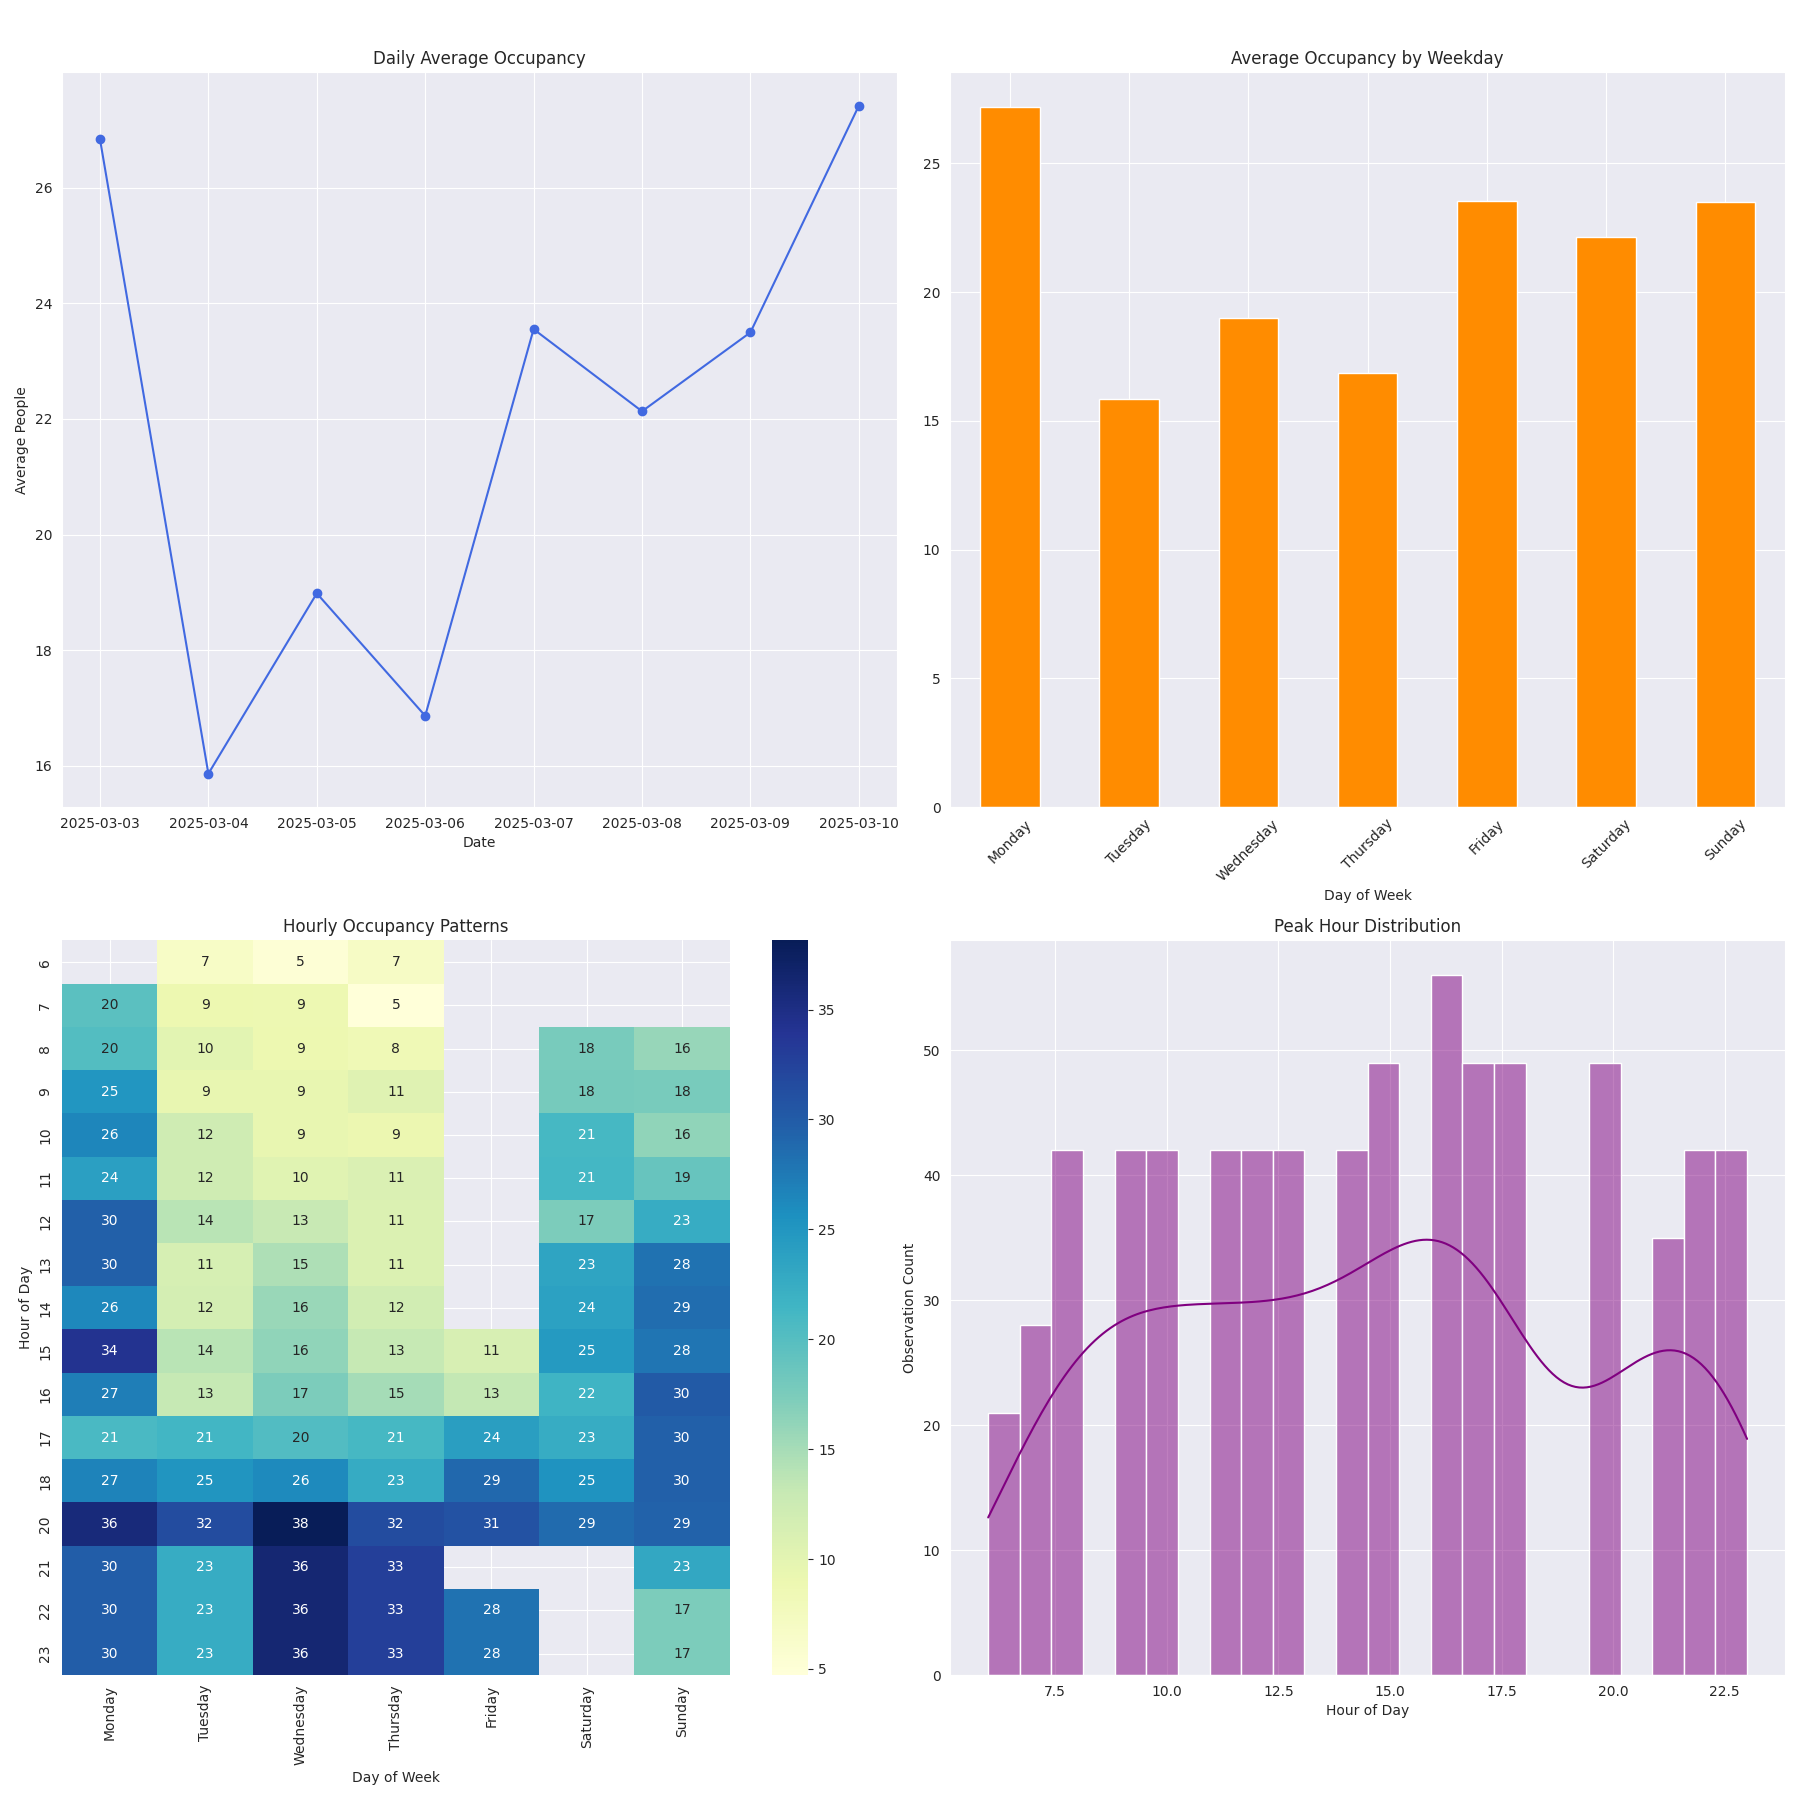 Daily Average Occupancy
Average People
26
24
22
20
18
16
2025-03-03 2025-03-04 2025-03-05 2025-03-06 2025-03-07 2025-03-08 2025-03-09 2025-03-10
Date
Average Occupancy by Weekday
25
20
15
10
5
0
Monday Tuesday Wednesday Thursday Friday Saturday Sunday
Day of Week
Hourly Occupancy Patterns
Hour of Day
6 7 5 7
7 20 9 9 5
8 20 10 9 8 18 16
9 25 9 9 11 18 18
10 26 12 9 9 21 16
11 24 12 10 11 21 19
12 30 14 13 11 17 23
13 30 11 15 11 23 28
14 26 12 16 12 24 29
15 34 14 16 13 11 25 28
16 27 13 17 15 13 22 30
17 21 21 20 21 24 23 30
18 27 25 26 23 29 25 30
20 36 32 38 32 31 29 29
21 30 23 36 33 23
22 30 23 36 33 28 17
23 30 23 36 33 28 17
Monday Tuesday Wednesday Thursday Friday Saturday Sunday
Day of Week
35
30
25
20
15
10
5
Peak Hour Distribution
Observation Count
50
40
30
20
10
0
7.5 10.0 12.5 15.0 17.5 20.0 22.5
Hour of Day